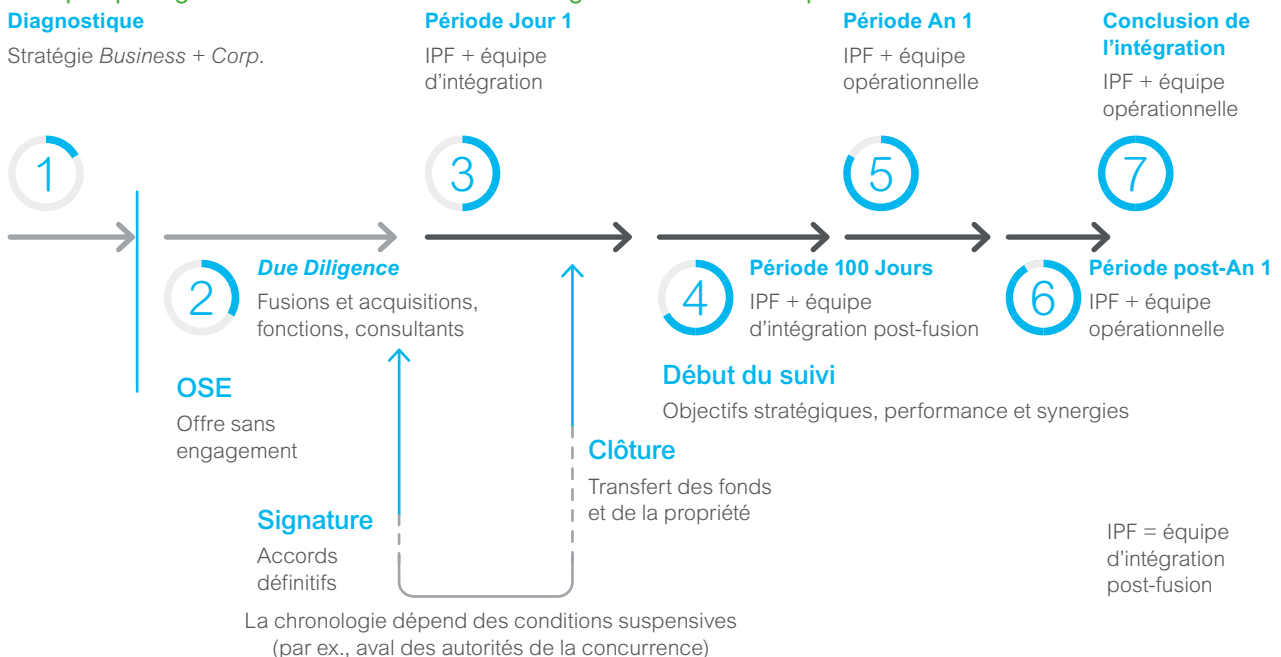 Diagnostique
Stratégie Business + Corp.
1
Période Jour 1
IPF + équipe
d'intégration
3
Période An 1
IPF + équipe
opérationnelle
5
Conclusion de
l'intégration
IPF + équipe
opérationnelle
7
2
Due Diligence
Fusions et acquisitions,
fonctions, consultants
4
Période 100 Jours
IPF + équipe
d'intégration post-fusion
6
Période post-An 1
IPF + équipe
opérationnelle
OSE
Offre sans
engagement
Début du suivi
Objectifs stratégiques, performance et synergies
Signature
Accords
définitifs
Clôture
Transfert des fonds
et de la propriété
IPF = équipe
d'intégration
post-fusion
La chronologie dépend des conditions suspensives
(par ex., aval des autorités de la concurrence)